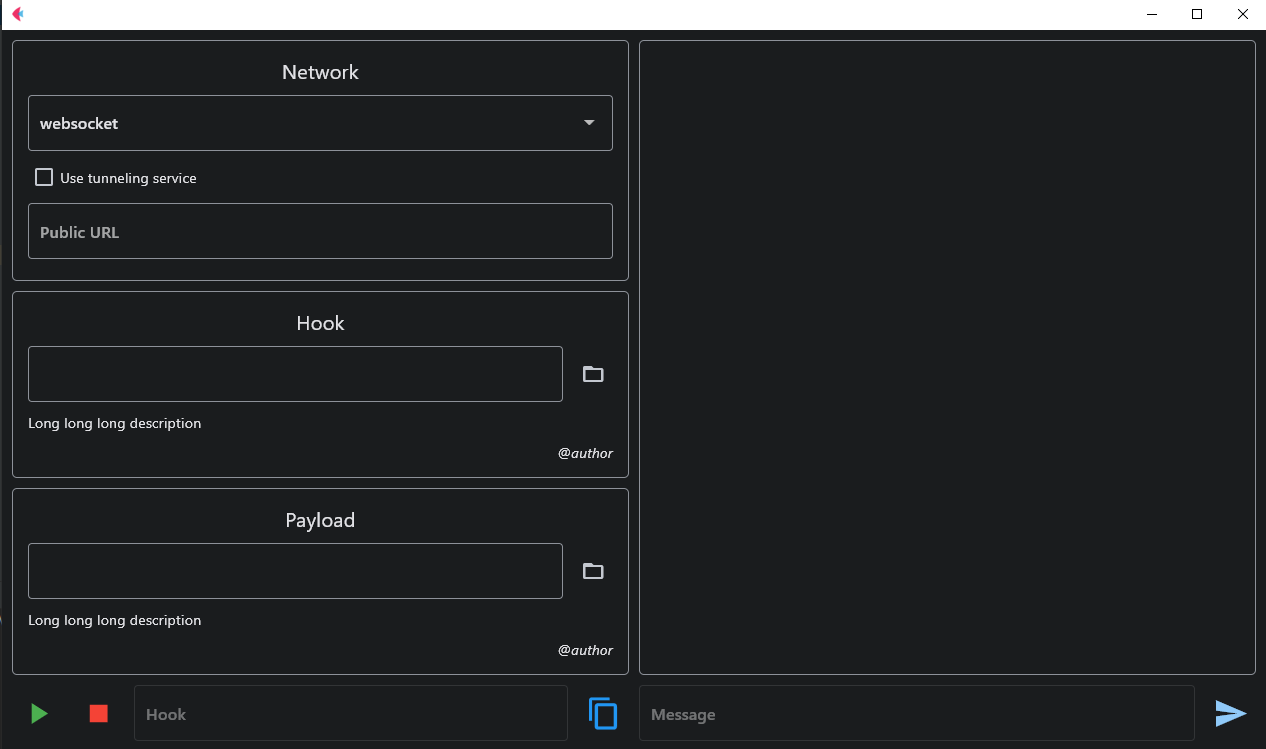 Network
websocket
Use tunneling service
Public URL
Hook
Long long long description
@author
Payload
Long long long description
@author
Hook
Message